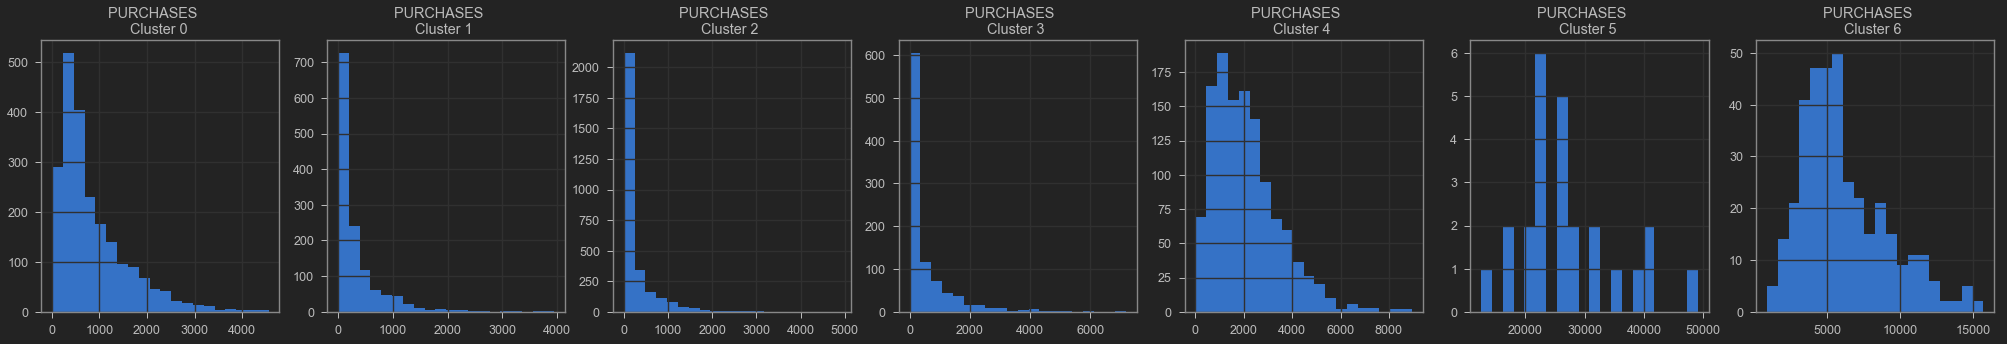 PURCHASES
Cluster 0
500
400
300
200
100
0
0 1000 2000 3000 4000
PURCHASES
Cluster 1
700
600
500
400
300
200
100
0
0 1000 2000 3000 4000
PURCHASES
Cluster 2
2000
1750
1500
1250
1000
750
500
250
0
0 1000 2000 3000 4000 5000
PURCHASES
Cluster 3
600
500
400
300
200
100
0
0 2000 4000 6000
PURCHASES
Cluster 4
175
150
125
100
75
50
25
0
0 2000 4000 6000 8000
PURCHASES
Cluster 5
6
5
4
3
2
1
0
20000 30000 40000 50000
PURCHASES
Cluster 6
50
40
30
20
10
0
5000 10000 15000